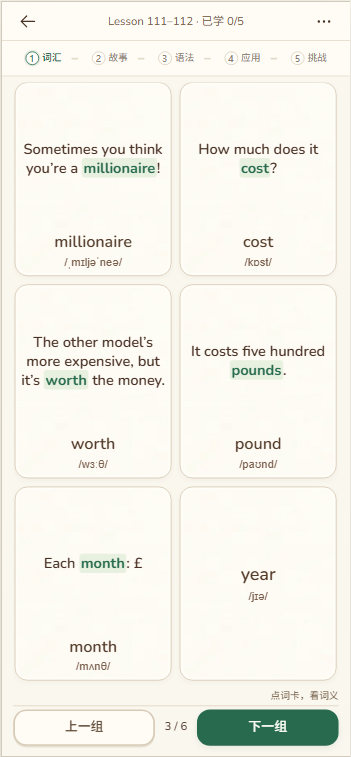 Lesson 111–112 · 已学 0/5
1 词汇 – 2 故事 – 3 语法 – 4 应用 – 5 挑战
Sometimes you think
you're a millionaire!
millionaire
/ˌmɪljəˈneə/
How much does it
cost?
cost
/kɒst/
The other model's
more expensive, but
it's worth the money.
worth
/wɜːθ/
It costs five hundred
pounds.
pound
/paʊnd/
Each month: £
month
/mʌnθ/
year
/jɪə/
点词卡，看词义
上一组
3 / 6
下一组